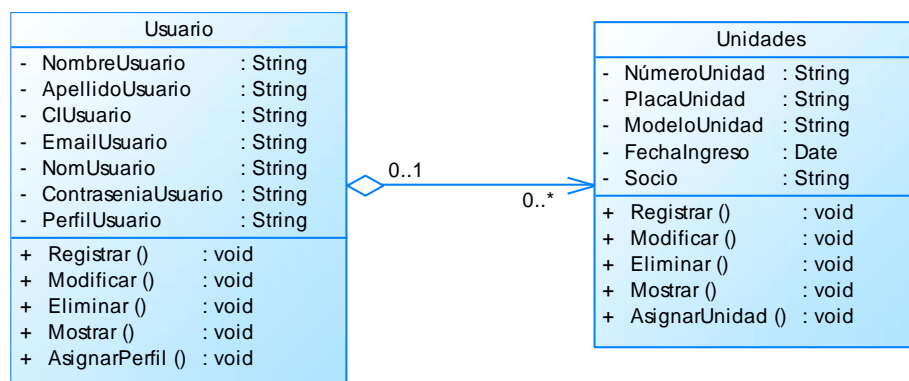 Usuario
- NombreUsuario : String
- ApellidoUsuario : String
- CIUsuario : String
- EmailUsuario : String
- NomUsuario : String
- ContraseniaUsuario : String
- PerfilUsuario : String
+ Registrar () : void
+ Modificar () : void
+ Eliminar () : void
+ Mostrar () : void
+ AsignarPerfil () : void
0..1
0..*
Unidades
- NúmeroUnidad : String
- PlacaUnidad : String
- ModeloUnidad : String
- FechaIngreso : Date
- Socio : String
+ Registrar () : void
+ Modificar () : void
+ Eliminar () : void
+ Mostrar () : void
+ AsignarUnidad () : void